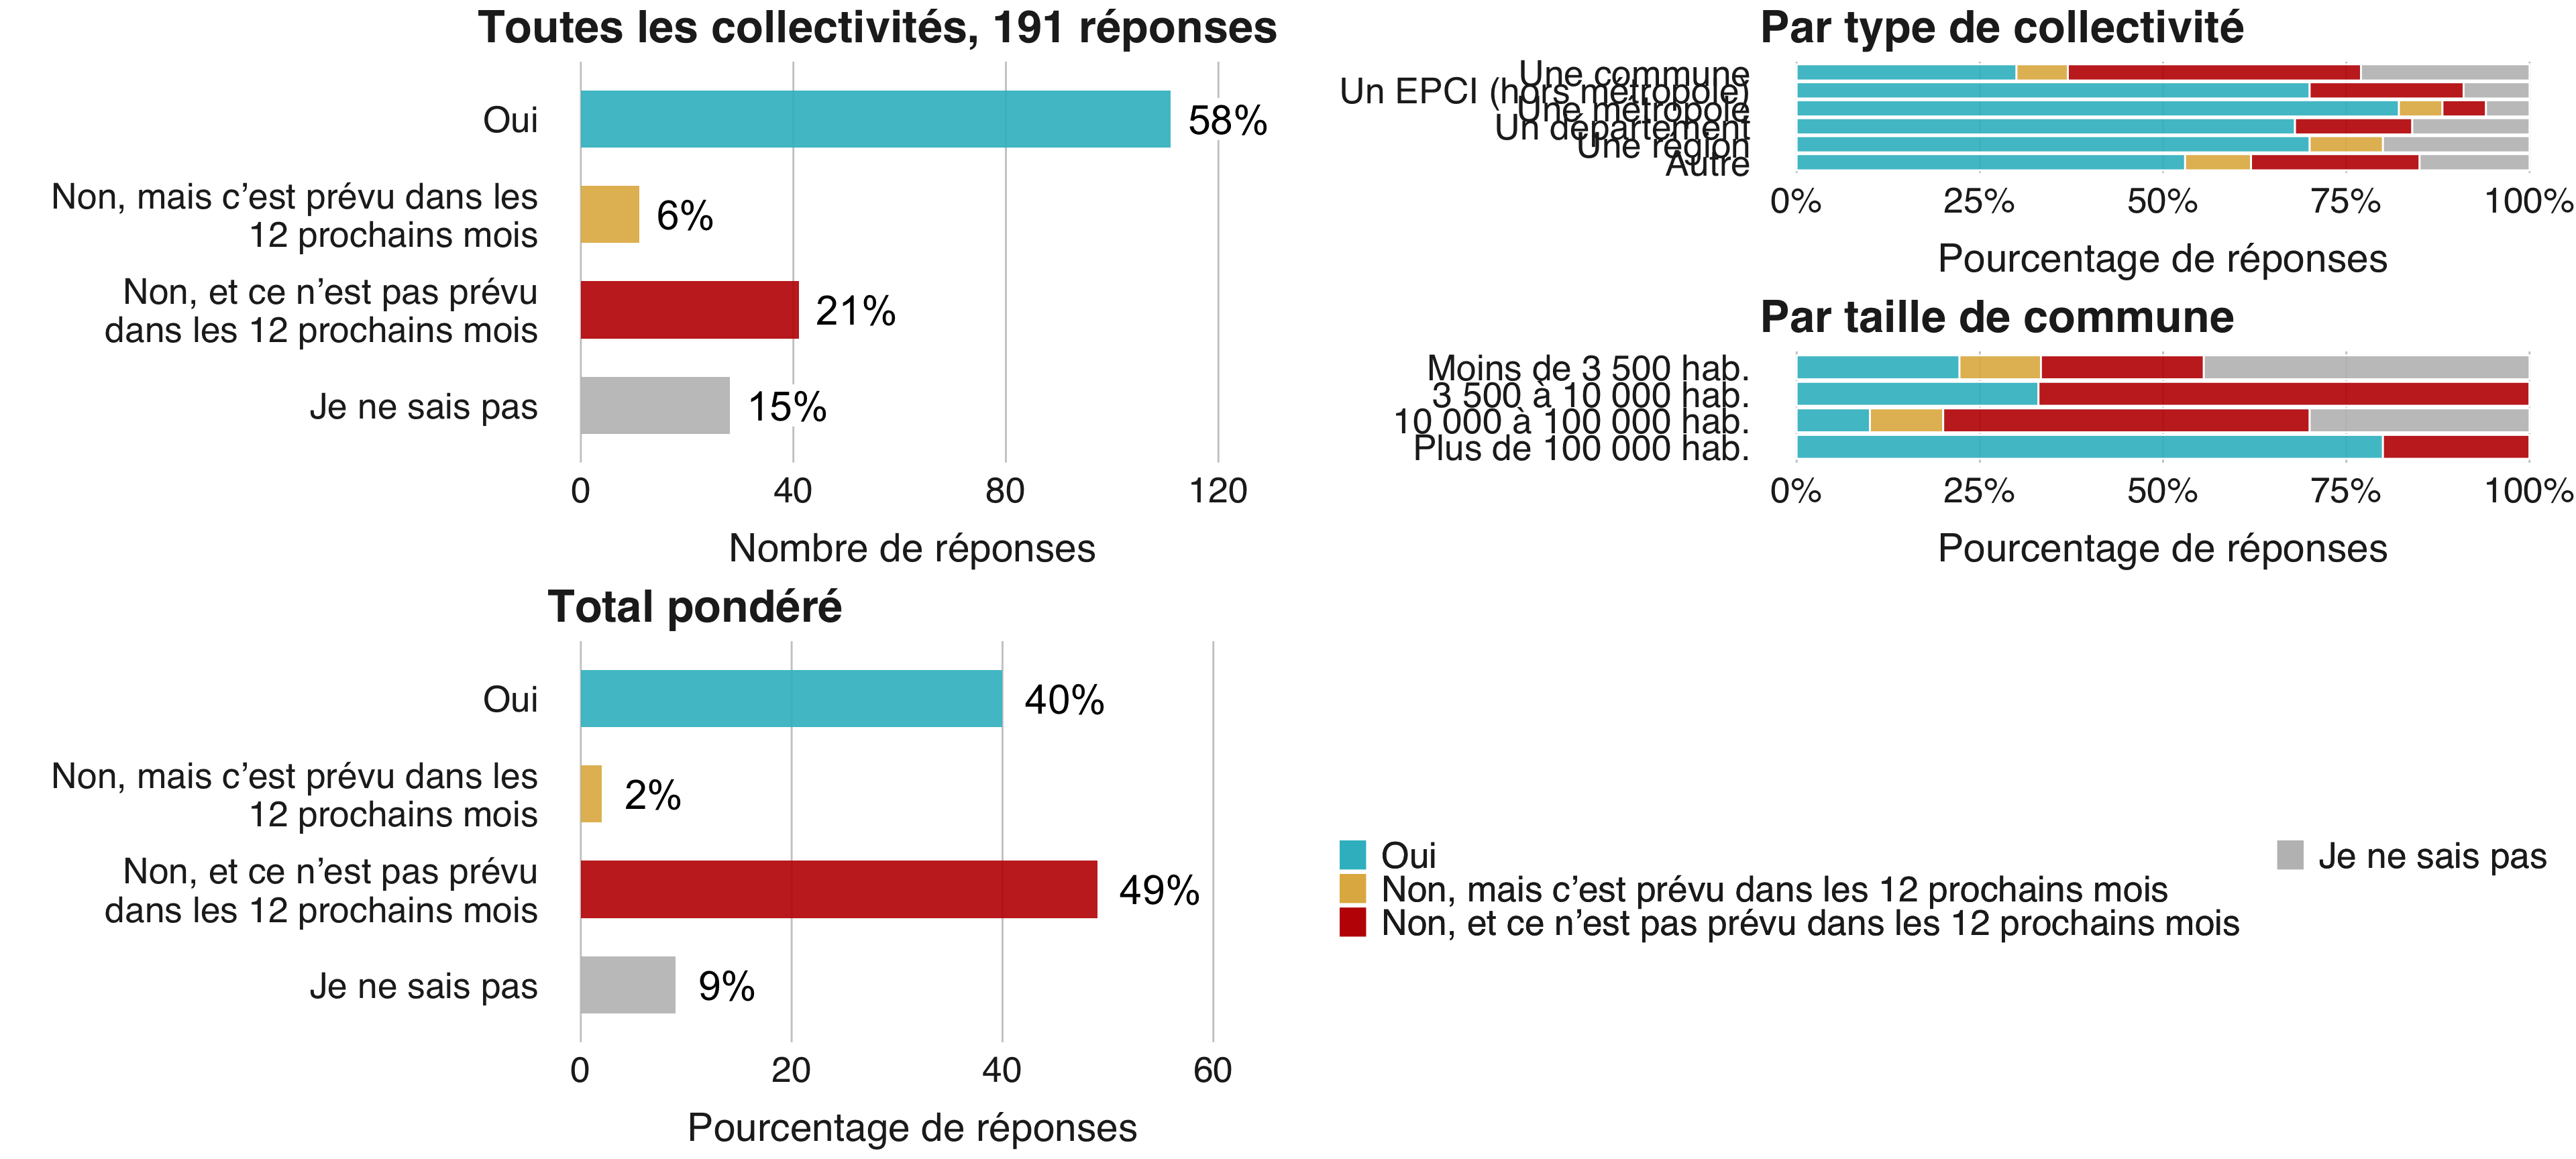 Toutes les collectivités, 191 réponses
Oui
58%
Non, mais c’est prévu dans les
12 prochains mois
6%
Non, et ce n’est pas prévu
dans les 12 prochains mois
21%
Je ne sais pas
15%
0 40 80 120
Nombre de réponses
Par type de collectivité
Une commune
Un EPCI (hors métropole)
Une métropole
Un département
Une région
Autre
0% 25% 50% 75% 100%
Pourcentage de réponses
Par taille de commune
Moins de 3 500 hab.
3 500 à 10 000 hab.
10 000 à 100 000 hab.
Plus de 100 000 hab.
0% 25% 50% 75% 100%
Pourcentage de réponses
Total pondéré
Oui
40%
Non, mais c’est prévu dans les
12 prochains mois
2%
Non, et ce n’est pas prévu
dans les 12 prochains mois
49%
Je ne sais pas
9%
0 20 40 60
Pourcentage de réponses
Oui
Non, mais c’est prévu dans les 12 prochains mois
Non, et ce n’est pas prévu dans les 12 prochains mois
Je ne sais pas